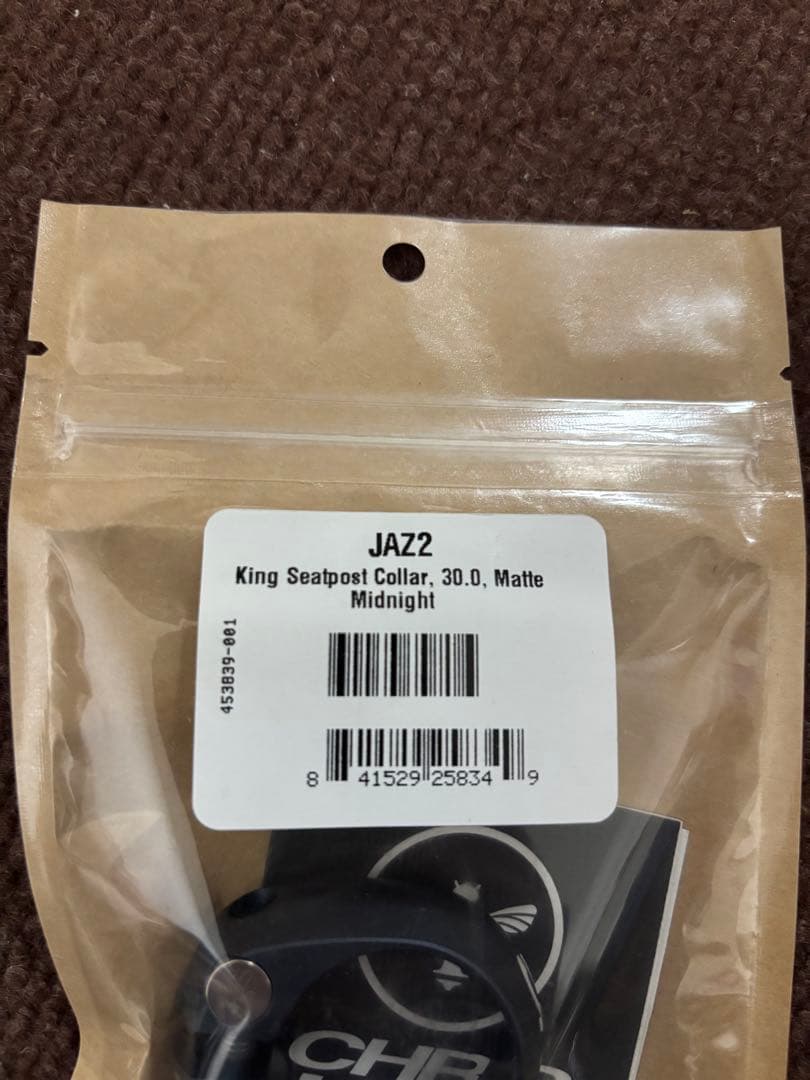 JAZ2
King Seatpost Collar, 30.0, Matte
Midnight
453839-001
8 41529 25834 9